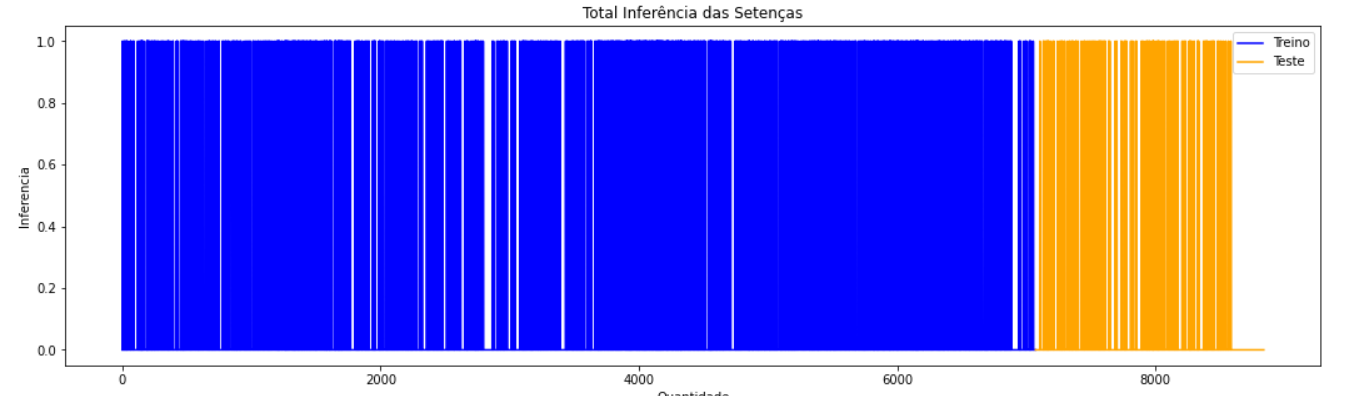 Total Inferência das Setenças
Treino
Teste
1.0
0.8
0.6
0.4
0.2
0.0
Inferencia
0
2000
4000
6000
8000
Quantidade